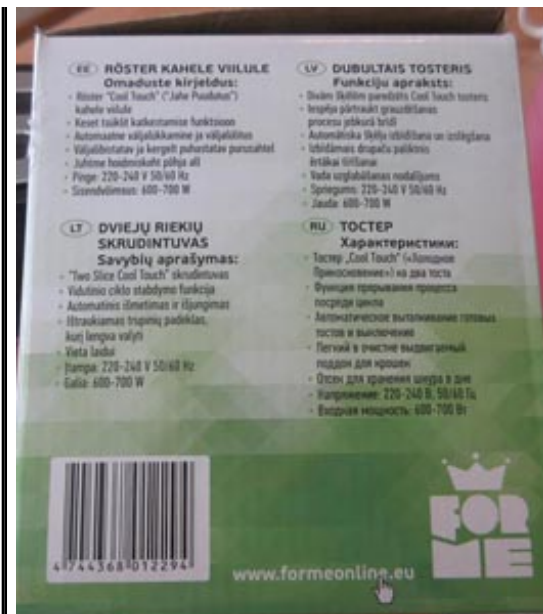 EE RÖSTER KAHELE VIILULE
Omaduste kirjeldus:
- Röster "Cool Touch" ("Jahe Puudutus")
kahele viilule
- Keset tsüklit katkestamise funktsioon
- Automaatne väljalükkamine ja väljalülitus
- Väljalibistatav ja kergelt puhastatav purusahtel
- Juhtme hoidmiskoht põhja all
- Pinge: 220-240 V 50/60 Hz
- Sisendvõimsus: 600-700 W
LV DUBULTAIS TOSTERIS
Funkciju apraksts:
- Divām šķēlēm paredzēts Cool Touch tosteris
- Iespēja pārtraukt grauzdēšanas
procesu jebkurā brīdī
- Automātiska šķēļu izbīdīšana un izslēgšana
- Izbīdāmais drupaču paliktnis
ērtākai tīrīšanai
- Vada uzglabāšanas nodalījums
- Spriegums: 220-240 V 50/60 Hz
- Jauda: 600-700 W
LT DVIEJŲ RIEKIŲ
SKRUDINTUVAS
Savybių aprašymas:
- "Two Slice Cool Touch" skrudintuvas
- Vidutinio ciklo stabdymo funkcija
- Automatinis išmetimas ir išjungimas
- Ištraukiamas trupinių padėklas,
kurį lengva valyti
- Vieta laidui
- Įtampa: 220-240 V 50/60 Hz
- Galia: 600-700 W
RU ТОСТЕР
Характеристики:
- Тостер „Cool Touch" («Холодное
Прикосновение») на два тоста
- Функция прерывания процесса
посреди цикла
- Автоматическое выталкивание готовых
тостов и выключение
- Легкий в очистке выдвигаемый
поддон для крошек
- Отсек для хранения шнура в дне
- Напряжение: 220-240 В, 50/60 Гц
- Входная мощность: 600-700 Вт
4 744368 012294
www.formeonline.eu
FOR
ME